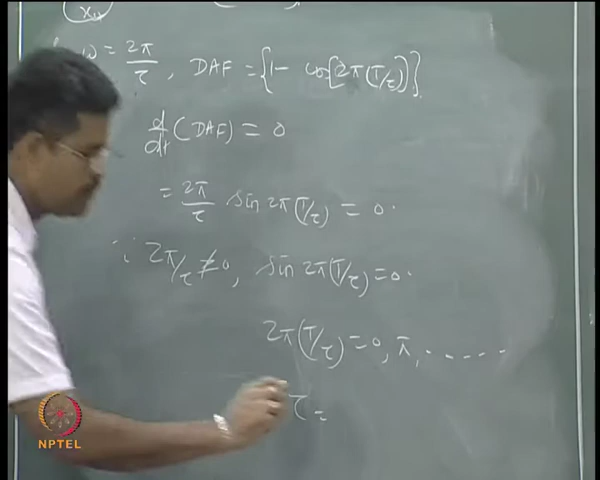 x
ω = 2π/τ, DAF = {1 - cos[2π(T/τ)]}
d/dt (DAF) = 0
= 2π/τ sin 2π(T/τ) = 0.
∵ 2π/τ ≠ 0, sin 2π(T/τ) = 0.
2π(T/τ) = 0, π, ......
τ =
NPTEL